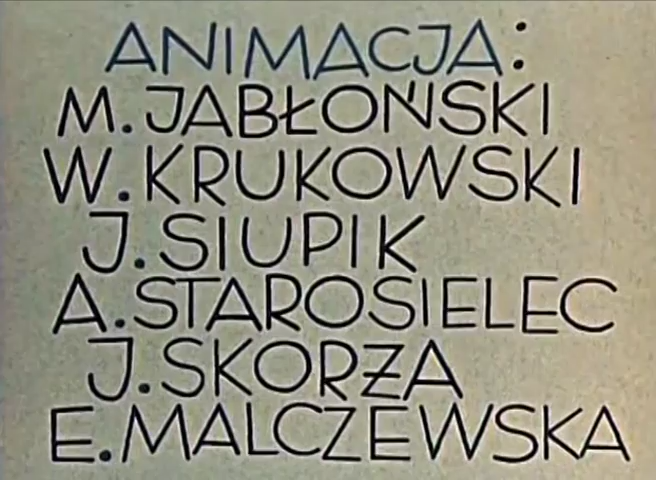 ANIMACJA:
M. JABŁOŃSKI
W. KRUKOWSKI
J. SIUPIK
A. STAROSIELEC
J. SKORŻA
E. MALCZEWSKA